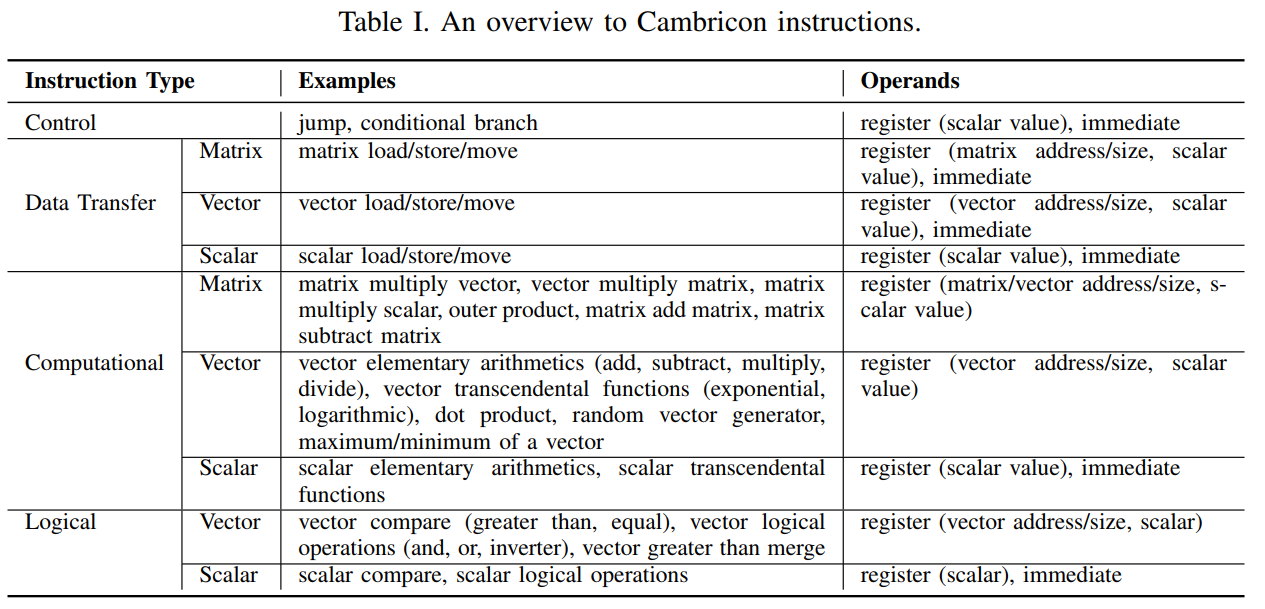 Table I. An overview to Cambricon instructions.
Instruction Type Examples Operands
Control jump, conditional branch register (scalar value), immediate
Matrix matrix load/store/move register (matrix address/size, scalar
value), immediate
Data Transfer Vector vector load/store/move register (vector address/size, scalar
value), immediate
Scalar scalar load/store/move register (scalar value), immediate
Matrix matrix multiply vector, vector multiply matrix, matrix register (matrix/vector address/size, s-
multiply scalar, outer product, matrix add matrix, matrix calar value)
subtract matrix
Computational Vector vector elementary arithmetics (add, subtract, multiply, register (vector address/size, scalar
divide), vector transcendental functions (exponential, value)
logarithmic), dot product, random vector generator,
maximum/minimum of a vector
Scalar scalar elementary arithmetics, scalar transcendental register (scalar value), immediate
functions
Logical Vector vector compare (greater than, equal), vector logical register (vector address/size, scalar)
operations (and, or, inverter), vector greater than merge
Scalar scalar compare, scalar logical operations register (scalar), immediate